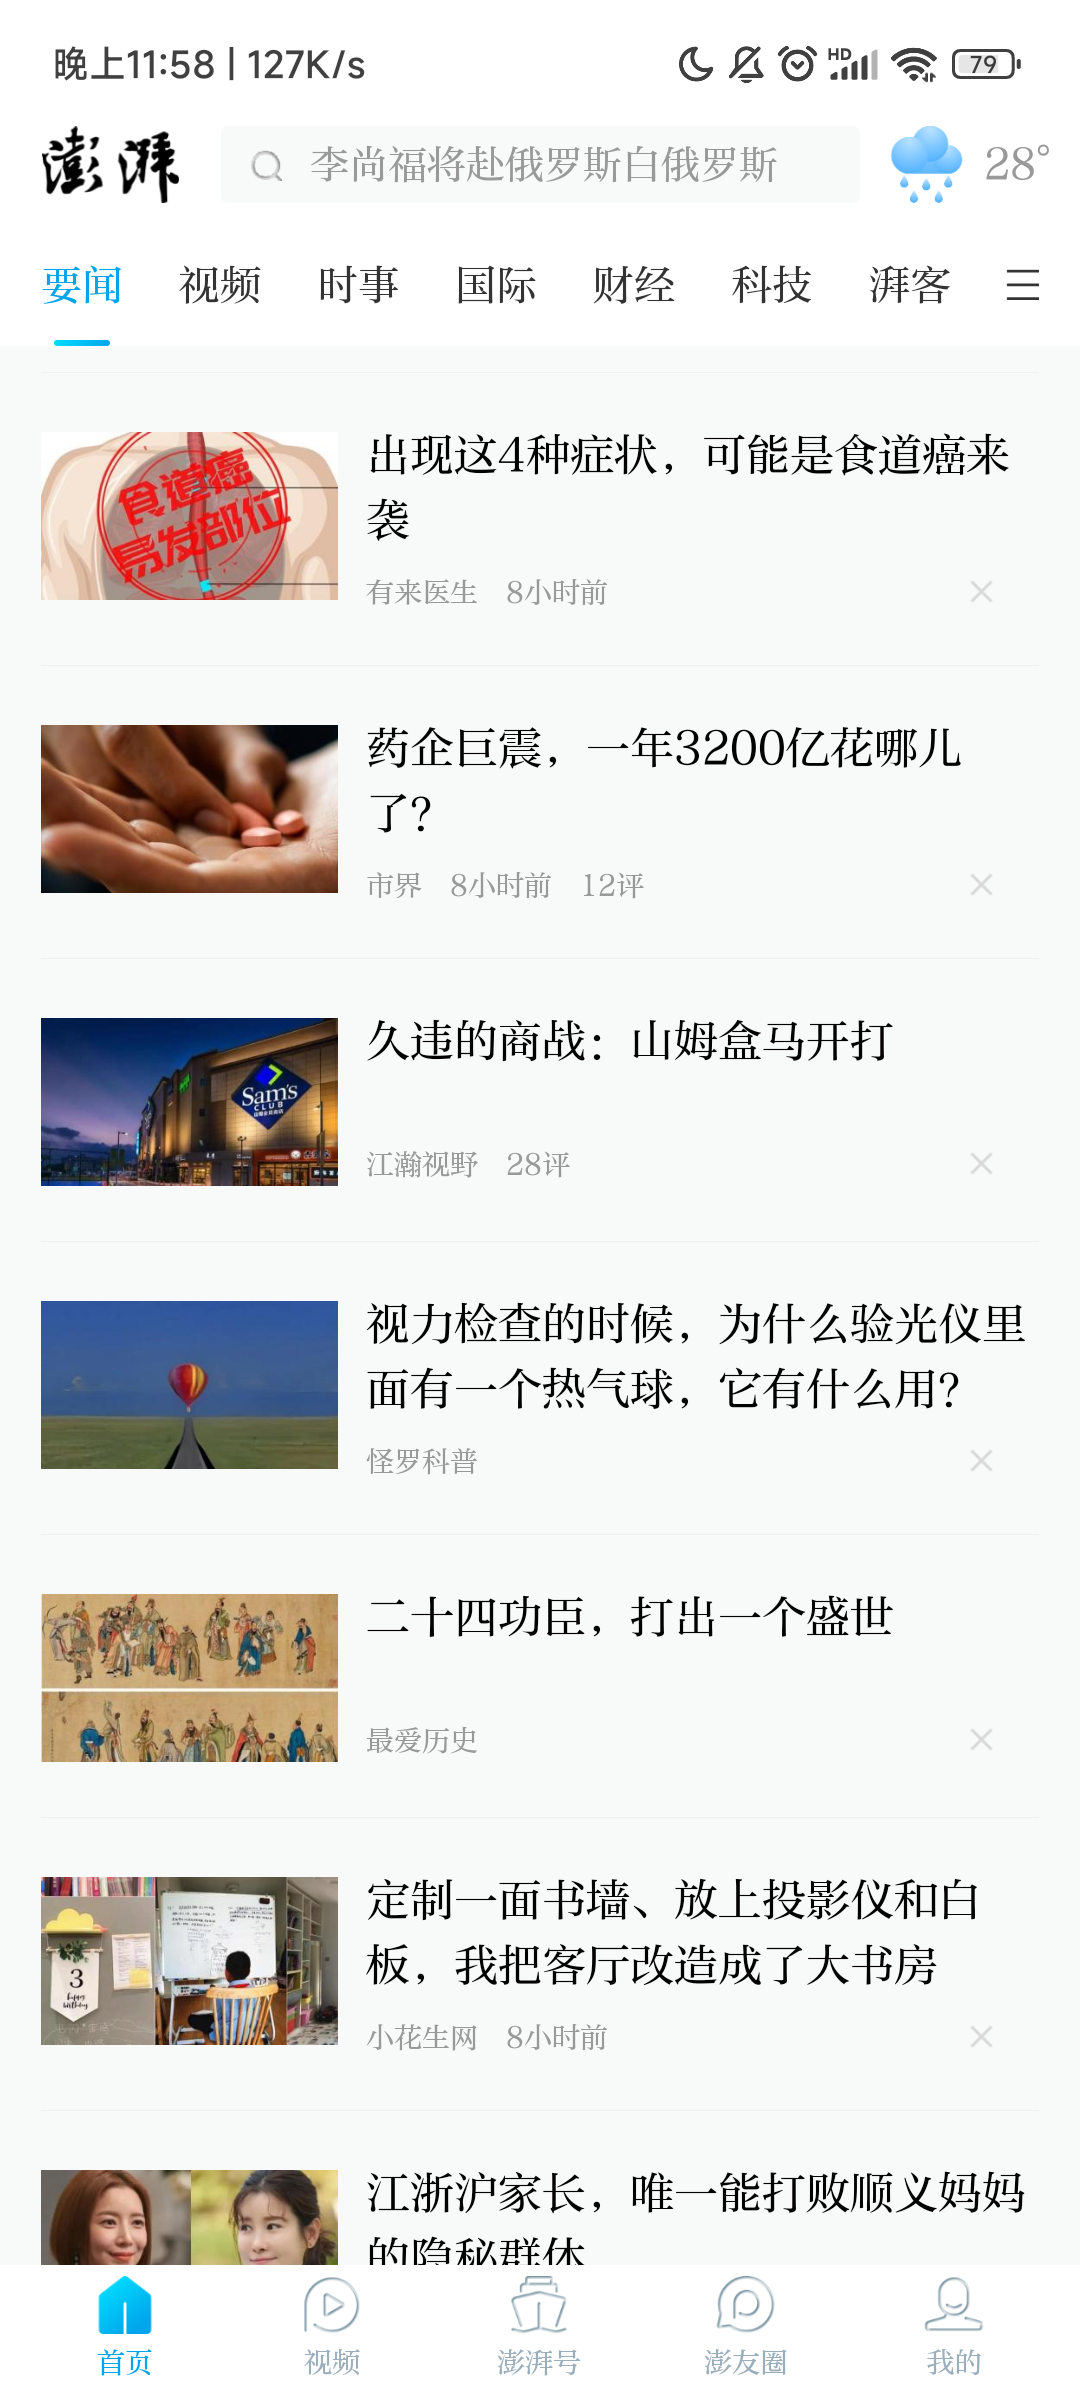 晚上11:58 | 127K/s
HD
79
澎湃
李尚福将赴俄罗斯白俄罗斯
28°
要闻 视频 时事 国际 财经 科技 湃客
食道癌
易发部位
出现这4种症状，可能是食道癌来
袭
有来医生 8小时前
药企巨震，一年3200亿花哪儿
了？
市界 8小时前 12评
Sam's
CLUB
久违的商战：山姆盒马开打
江瀚视野 28评
视力检查的时候，为什么验光仪里
面有一个热气球，它有什么用？
怪罗科普
二十四功臣，打出一个盛世
最爱历史
3
happy
birthday
定制一面书墙、放上投影仪和白
板，我把客厅改造成了大书房
小花生网 8小时前
江浙沪家长，唯一能打败顺义妈妈
的隐秘群体
首页 视频 澎湃号 澎友圈 我的